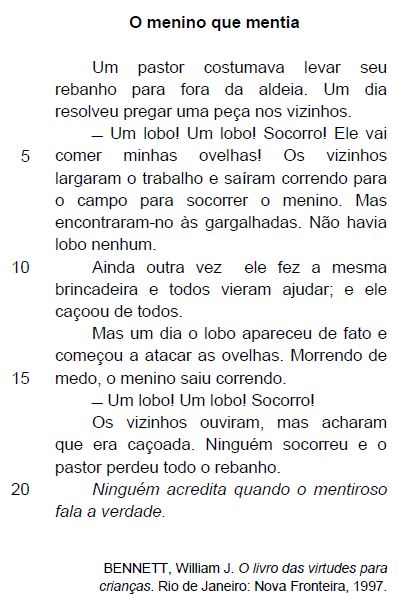 O menino que mentia
Um pastor costumava levar seu
rebanho para fora da aldeia. Um dia
resolveu pregar uma peça nos vizinhos.
– Um lobo! Um lobo! Socorro! Ele vai
5 comer minhas ovelhas! Os vizinhos
largaram o trabalho e saíram correndo para
o campo para socorrer o menino. Mas
encontraram-no às gargalhadas. Não havia
lobo nenhum.
10 Ainda outra vez ele fez a mesma
brincadeira e todos vieram ajudar; e ele
caçoou de todos.
Mas um dia o lobo apareceu de fato e
começou a atacar as ovelhas. Morrendo de
15 medo, o menino saiu correndo.
– Um lobo! Um lobo! Socorro!
Os vizinhos ouviram, mas acharam
que era caçoada. Ninguém socorreu e o
pastor perdeu todo o rebanho.
20 Ninguém acredita quando o mentiroso
fala a verdade.
BENNETT, William J. O livro das virtudes para
crianças. Rio de Janeiro: Nova Fronteira, 1997.